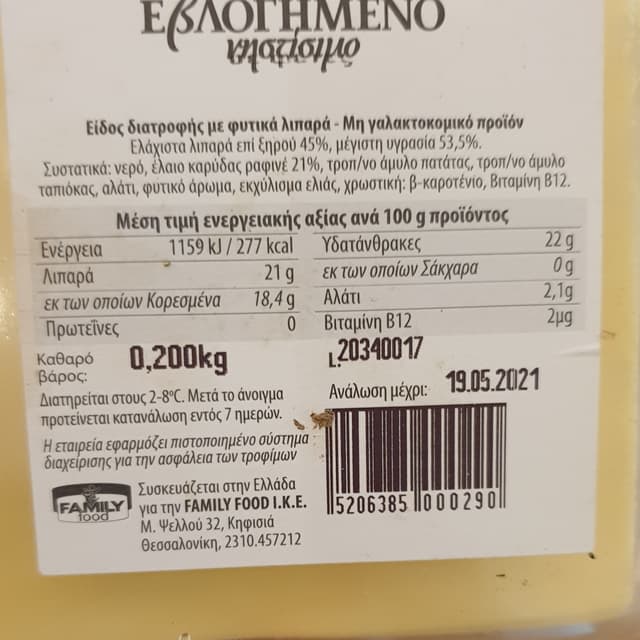 ΕβΛΟΓΗΜΕΝΟ
νηστίσιμο
Είδος διατροφής με φυτικά λιπαρά - Μη γαλακτοκομικό προϊόν
Ελάχιστα λιπαρά επί ξηρού 45%, μέγιστη υγρασία 53,5%.
Συστατικά: νερό, έλαιο καρύδας ραφινέ 21%, τροπ/νο άμυλο πατάτας, τροπ/νο άμυλο
ταπιόκας, αλάτι, φυτικό άρωμα, εκχύλισμα ελιάς, χρωστική: β-καροτένιο, Βιταμίνη Β12.
Μέση τιμή ενεργειακής αξίας ανά 100 g προϊόντος
Ενέργεια 1159 kJ / 277 kcal
Λιπαρά 21 g
εκ των οποίων Κορεσμένα 18,4 g
Πρωτεΐνες 0
Υδατάνθρακες 22 g
εκ των οποίων Σάκχαρα 0 g
Αλάτι 2,1g
Βιταμίνη Β12 2μg
Καθαρό
βάρος:
0,200kg
L.20340017
Ανάλωση μέχρι: 19.05.2021
Διατηρείται στους 2-8°C. Μετά το άνοιγμα
προτείνεται κατανάλωση εντός 7 ημερών.
Η εταιρεία εφαρμόζει πιστοποιημένο σύστημα
διαχείρισης για την ασφάλεια των τροφίμων
FAMILY
food
Συσκευάζεται στην Ελλάδα
για την FAMILY FOOD Ι.Κ.Ε.
Μ. Ψελλού 32, Κηφισιά
Θεσσαλονίκη, 2310.457212
5206385 000290